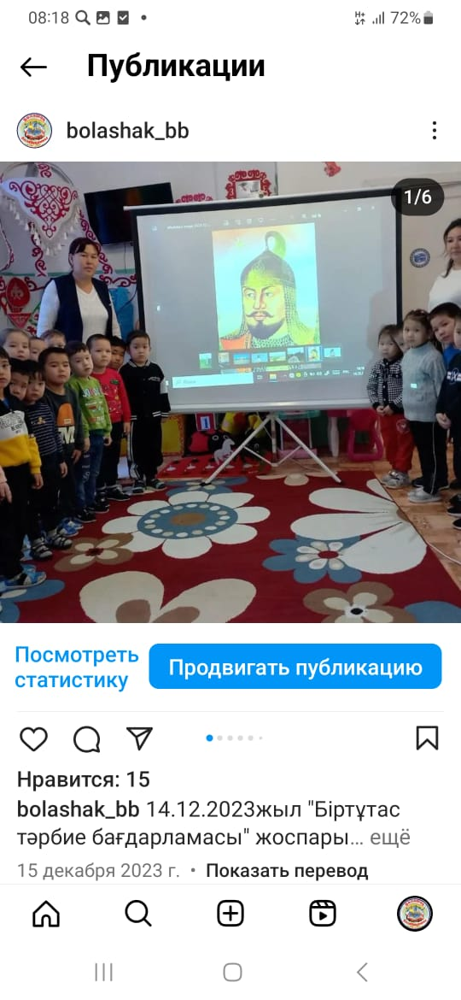 08:18
72%
Публикации
bolashak_bb
1/6
Посмотреть
статистику
Продвигать публикацию
Нравится: 15
bolashak_bb 14.12.2023жыл "Біртұтас
тәрбие бағдарламасы" жоспары... ещё
15 декабря 2023 г. • Показать перевод